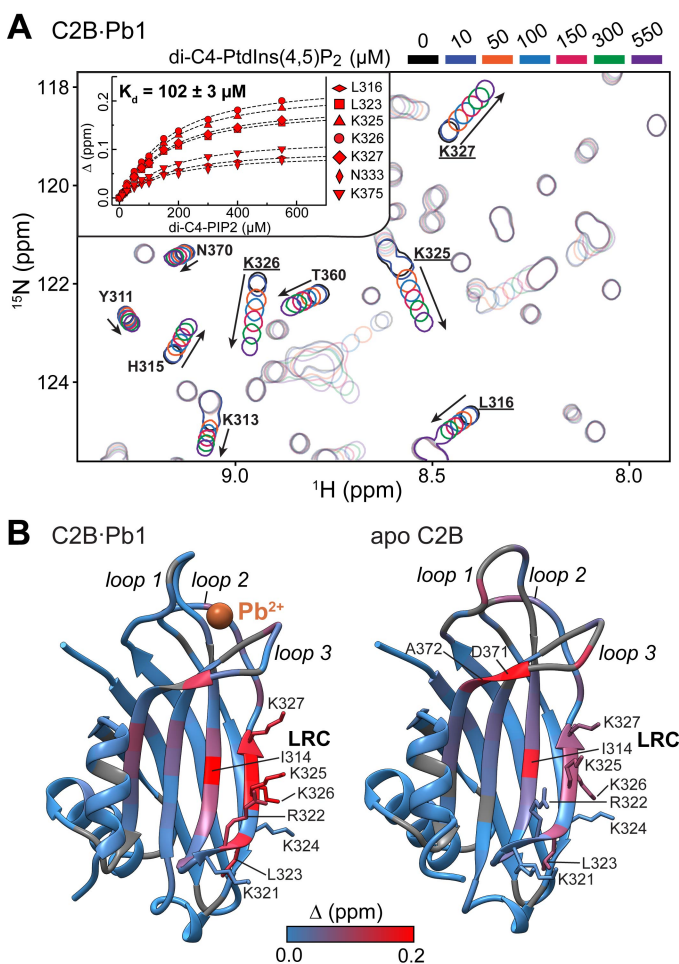 A C2B·Pb1
di-C4-PtdIns(4,5)P2 (µM)
0 10 50 100 150 300 550
Kd = 102 ± 3 µM
L316
L323
K325
K326
K327
N333
K375
0.2
0.1
0.0
Δ (ppm)
0 200 400 600
di-C4-PIP2 (µM)
118
120
122
124
15N (ppm)
K327
N370
K326
K325
T360
Y311
H315
K313
L316
9.0 8.5 8.0
1H (ppm)
B C2B·Pb1 apo C2B
loop 1 loop 2
Pb2+
loop 3
K327
LRC
I314
K325
K326
R322
K324
L323
K321
loop 1 loop 2
A372 D371
loop 3
K327
LRC
I314
K325
K326
R322
K324
L323
K321
Δ (ppm)
0.0 0.2